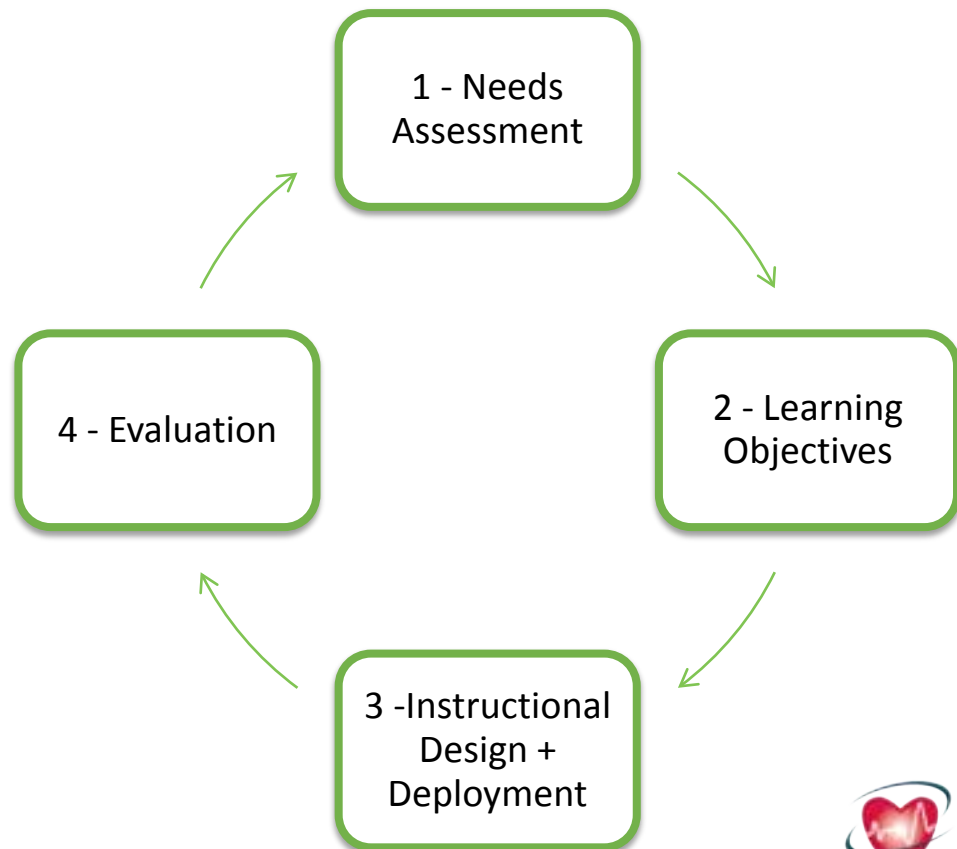 1 - Needs
Assessment
2 - Learning
Objectives
3 -Instructional
Design +
Deployment
4 - Evaluation